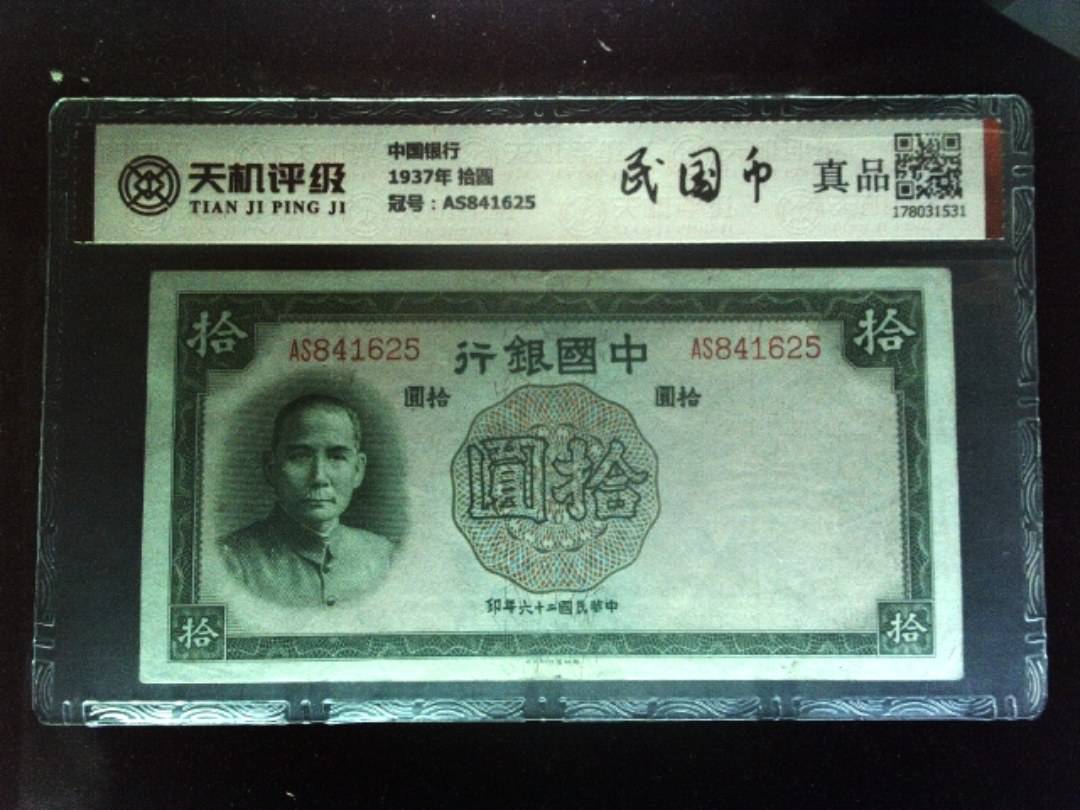 天机评级
TIAN JI PING JI
中国银行
1937年 拾圆
冠号：AS841625
民国币
真品
178031531
拾
拾
AS841625
中國銀行
AS841625
拾圓
拾圓
拾圓
中華民國二十六年印
拾
拾